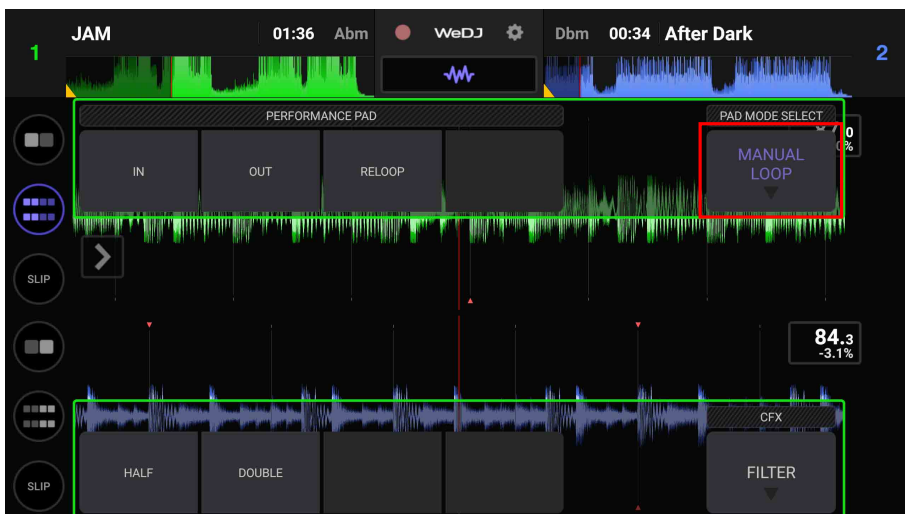 1 JAM 01:36 Abm WeDJ Dbm 00:34 After Dark 2
PERFORMANCE PAD PAD MODE SELECT
IN OUT RELOOP MANUAL
LOOP
SLIP
84.3
-3.1%
CFX
HALF DOUBLE FILTER
SLIP